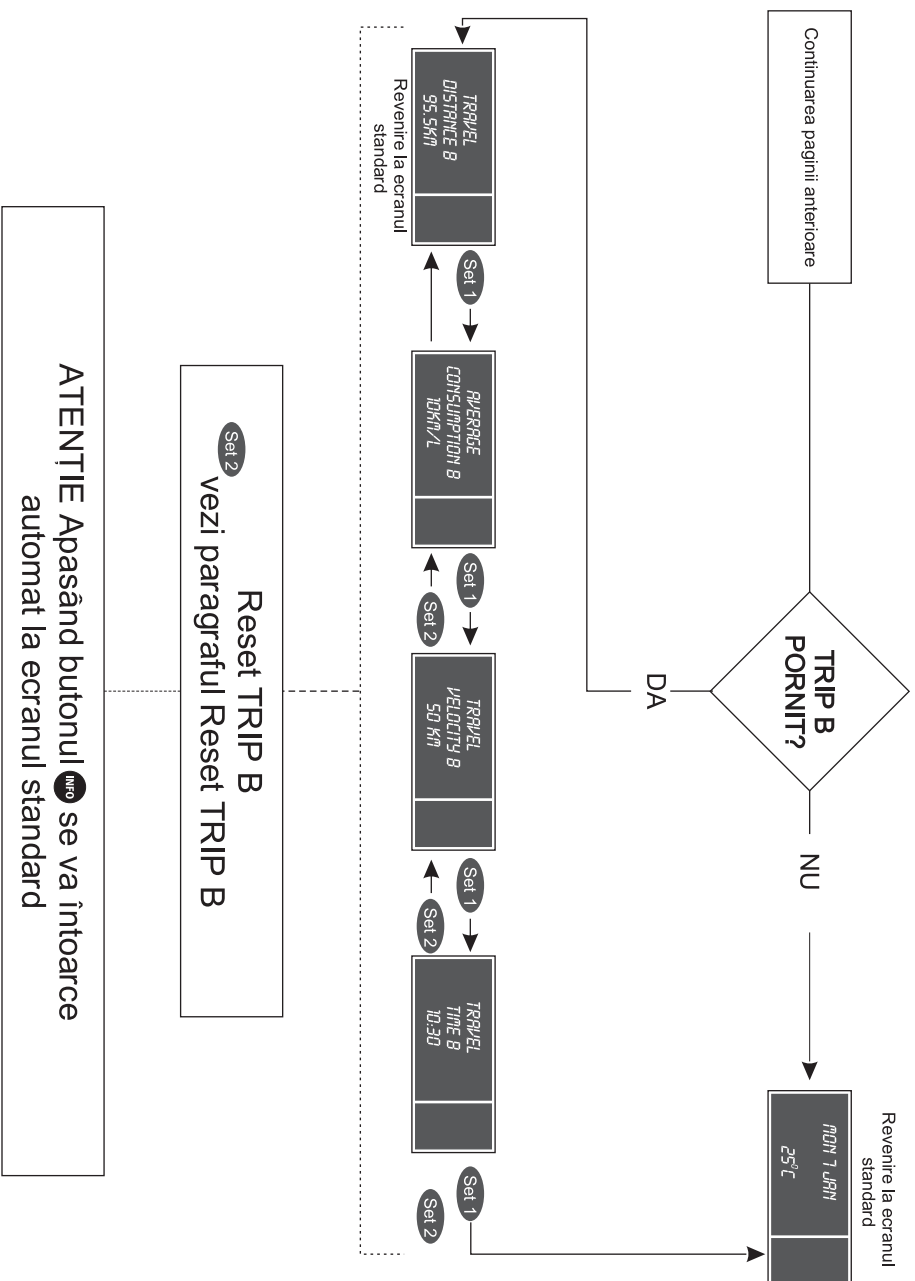 Continuarea paginii anterioare
TRIP B
PORNIT?
NU
Revenire la ecranul
standard
MON 7 JAN
25°C
DA
TRAVEL
DISTANCE B
95.5KM
Revenire la ecranul
standard
Set 1
AVERAGE
CONSUMPTION B
10KM/L
Set 1
Set 2
TRAVEL
VELOCITY B
50 KM
Set 1
Set 2
TRAVEL
TIME B
10:30
Set 1
Set 2
Reset TRIP B
Set 2 vezi paragraful Reset TRIP B
ATENȚIE Apasând butonul INFO se va întoarce
automat la ecranul standard